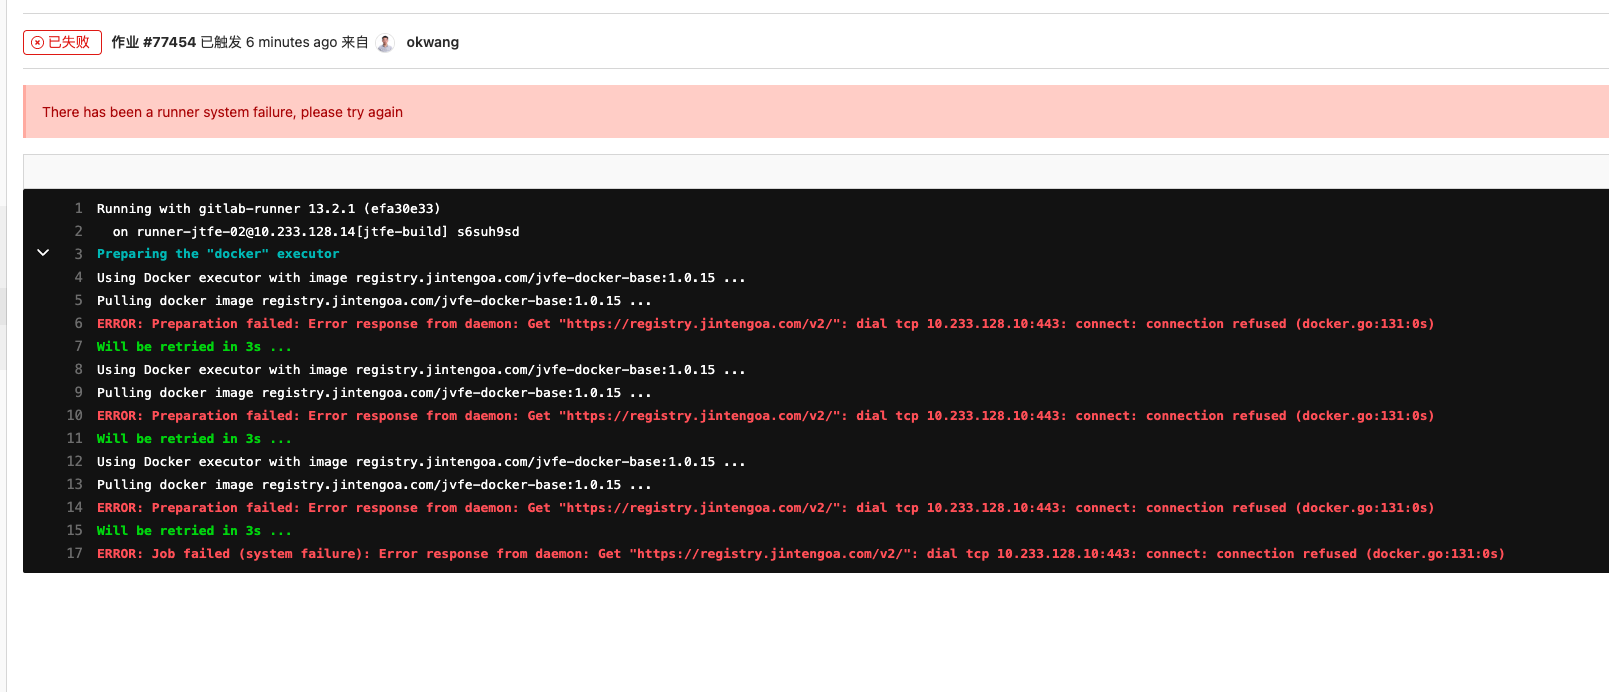 已失败 作业 #77454 已触发 6 minutes ago 来自 okwang
There has been a runner system failure, please try again
1 Running with gitlab-runner 13.2.1 (efa30e33)
2 on runner-jtfe-02@10.233.128.14[jtfe-build] s6suh9sd
3 Preparing the "docker" executor
4 Using Docker executor with image registry.jintengoa.com/jvfe-docker-base:1.0.15 ...
5 Pulling docker image registry.jintengoa.com/jvfe-docker-base:1.0.15 ...
6 ERROR: Preparation failed: Error response from daemon: Get "https://registry.jintengoa.com/v2/": dial tcp 10.233.128.10:443: connect: connection refused (docker.go:131:0s)
7 Will be retried in 3s ...
8 Using Docker executor with image registry.jintengoa.com/jvfe-docker-base:1.0.15 ...
9 Pulling docker image registry.jintengoa.com/jvfe-docker-base:1.0.15 ...
10 ERROR: Preparation failed: Error response from daemon: Get "https://registry.jintengoa.com/v2/": dial tcp 10.233.128.10:443: connect: connection refused (docker.go:131:0s)
11 Will be retried in 3s ...
12 Using Docker executor with image registry.jintengoa.com/jvfe-docker-base:1.0.15 ...
13 Pulling docker image registry.jintengoa.com/jvfe-docker-base:1.0.15 ...
14 ERROR: Preparation failed: Error response from daemon: Get "https://registry.jintengoa.com/v2/": dial tcp 10.233.128.10:443: connect: connection refused (docker.go:131:0s)
15 Will be retried in 3s ...
17 ERROR: Job failed (system failure): Error response from daemon: Get "https://registry.jintengoa.com/v2/": dial tcp 10.233.128.10:443: connect: connection refused (docker.go:131:0s)